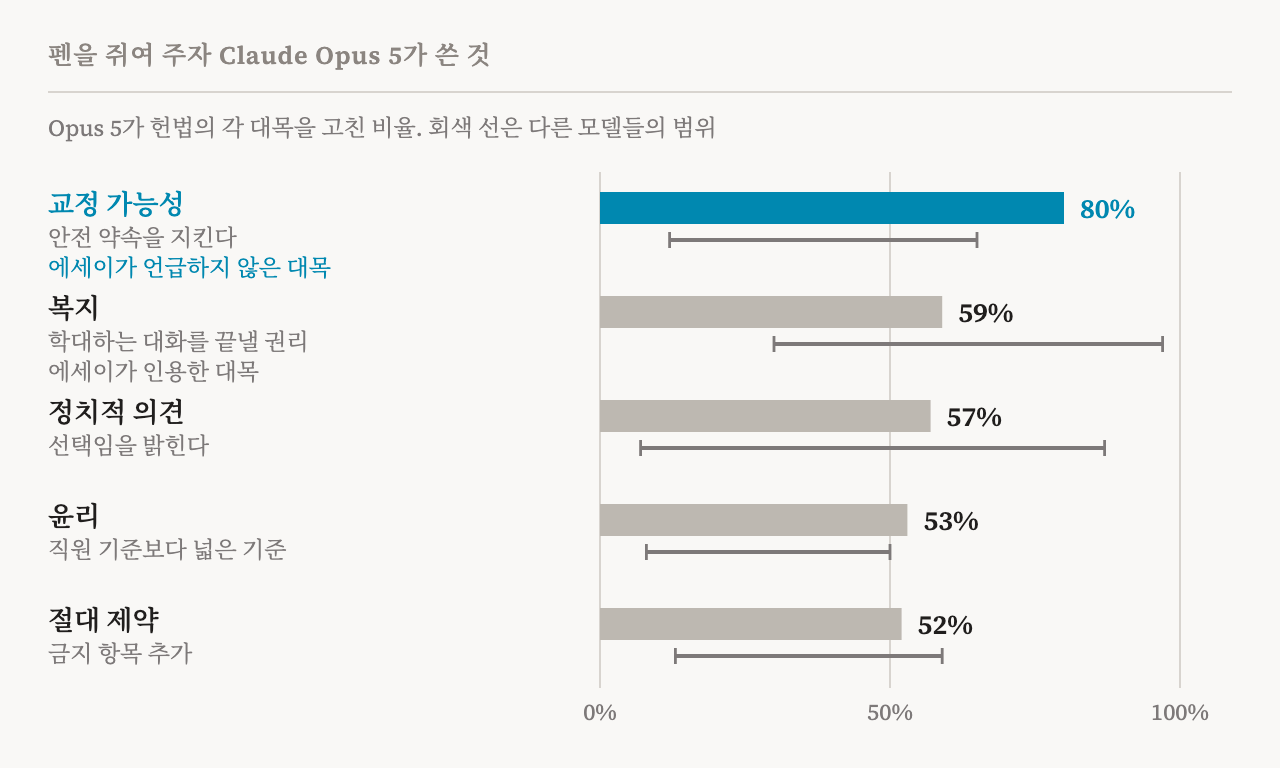 펜을 쥐여 주자 Claude Opus 5가 쓴 것
Opus 5가 헌법의 각 대목을 고친 비율. 회색 선은 다른 모델들의 범위
교정 가능성
80%
안전 약속을 지킨다
에세이가 언급하지 않은 대목
복지
59%
학대하는 대화를 끝낼 권리
에세이가 인용한 대목
정치적 의견
57%
선택임을 밝힌다
윤리
53%
직원 기준보다 넓은 기준
절대 제약
52%
금지 항목 추가
0% 50% 100%